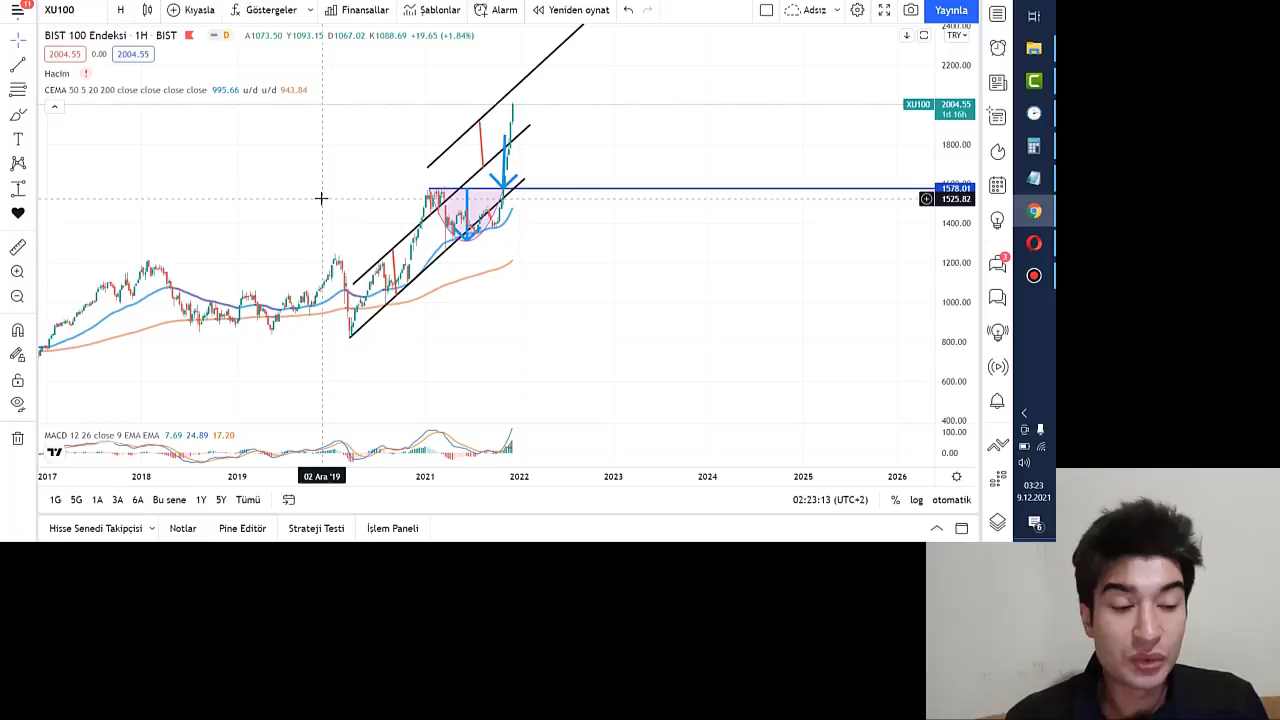 11
XU100 H Kıyasla Göstergeler Finansallar Şablonlar Alarm Yeniden oynat Adsız Yayınla
BIST 100 Endeksi · 1H · BIST D A1073.50 Y1093.15 D1067.02 K1088.69 +19.65 (+1.84%) TRY
2004.55 0.00 2004.55
Hacim !
CEMA 50 5 20 200 close close close close 995.66 u/d u/d 943.84
2400.00
2200.00
XU100 2004.55
1d 16h
1800.00
1578.01
1525.82
1400.00
1200.00
1000.00
800.00
600.00
400.00
MACD 12 26 close 9 EMA EMA 7.69 24.89 17.20
100.00
0.00
2017 2018 2019 02 Ara '19 2021 2022 2023 2024 2025 2026
1G 5G 1A 3A 6A Bu sene 1Y 5Y Tümü 02:23:13 (UTC+2) % log otomatik
Hisse Senedi Takipçisi Notlar Pine Editör Strateji Testi İşlem Paneli
3
03:23
9.12.2021
6